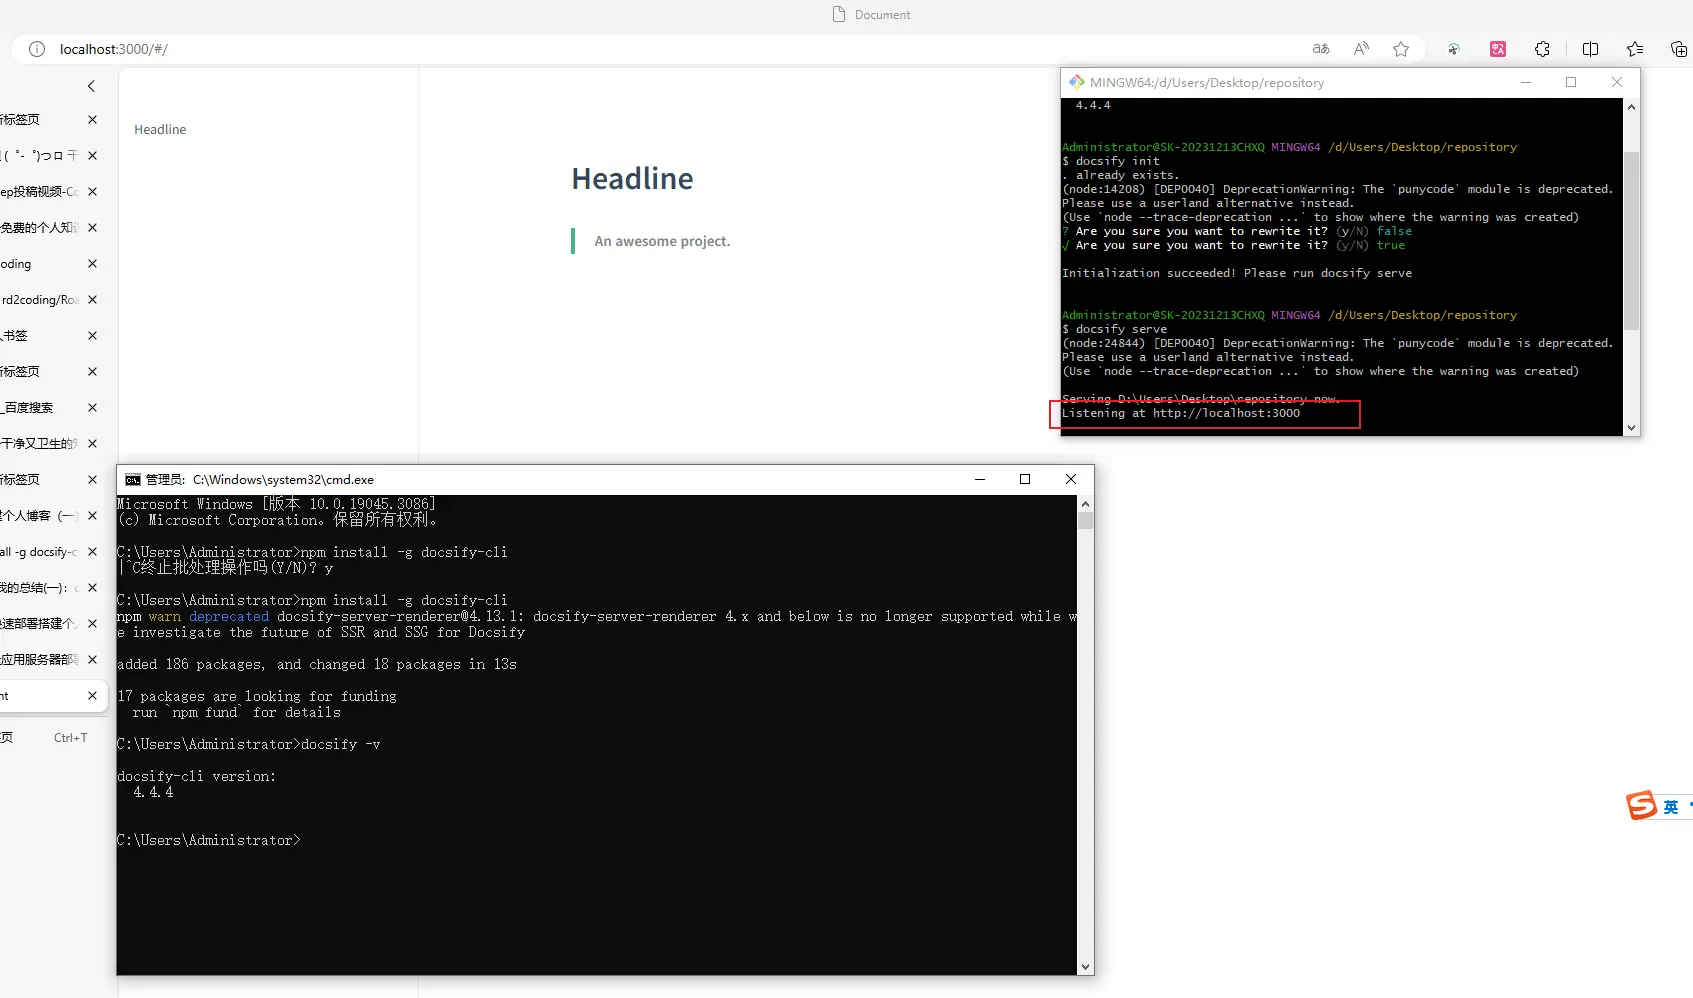 Document
localhost:3000/#/
标签页
( ゜- ゜)つロ 干
ep投稿视频-Cc
免费的个人知
oding
rd2coding/Roa
书签
标签页
_百度搜索
干净又卫生的
标签页
个人博客（一）
all -g docsify-c
我的总结(一)：
速部署搭建个人
应用服务器部
nt
页 Ctrl+T
Headline
Headline
An awesome project.
MINGW64:/d/Users/Desktop/repository
4.4.4
Administrator@SK-20231213CHXQ MINGW64 /d/Users/Desktop/repository
$ docsify init
. already exists.
(node:14208) [DEP0040] DeprecationWarning: The `punycode` module is deprecated.
Please use a userland alternative instead.
(Use `node --trace-deprecation ...` to show where the warning was created)
? Are you sure you want to rewrite it? (y/N) false
√ Are you sure you want to rewrite it? (y/N) true
Initialization succeeded! Please run docsify serve
Administrator@SK-20231213CHXQ MINGW64 /d/Users/Desktop/repository
$ docsify serve
(node:24844) [DEP0040] DeprecationWarning: The `punycode` module is deprecated.
Please use a userland alternative instead.
(Use `node --trace-deprecation ...` to show where the warning was created)
Serving D:\Users\Desktop\repository now.
Listening at http://localhost:3000
管理员: C:\Windows\system32\cmd.exe
Microsoft Windows [版本 10.0.19045.3086]
(c) Microsoft Corporation。保留所有权利。
C:\Users\Administrator>npm install -g docsify-cli
|^C终止批处理操作吗(Y/N)? y
C:\Users\Administrator>npm install -g docsify-cli
npm warn deprecated docsify-server-renderer@4.13.1: docsify-server-renderer 4.x and below is no longer supported while w
e investigate the future of SSR and SSG for Docsify
added 186 packages, and changed 18 packages in 13s
17 packages are looking for funding
run `npm fund` for details
C:\Users\Administrator>docsify -v
docsify-cli version:
4.4.4
C:\Users\Administrator>
英